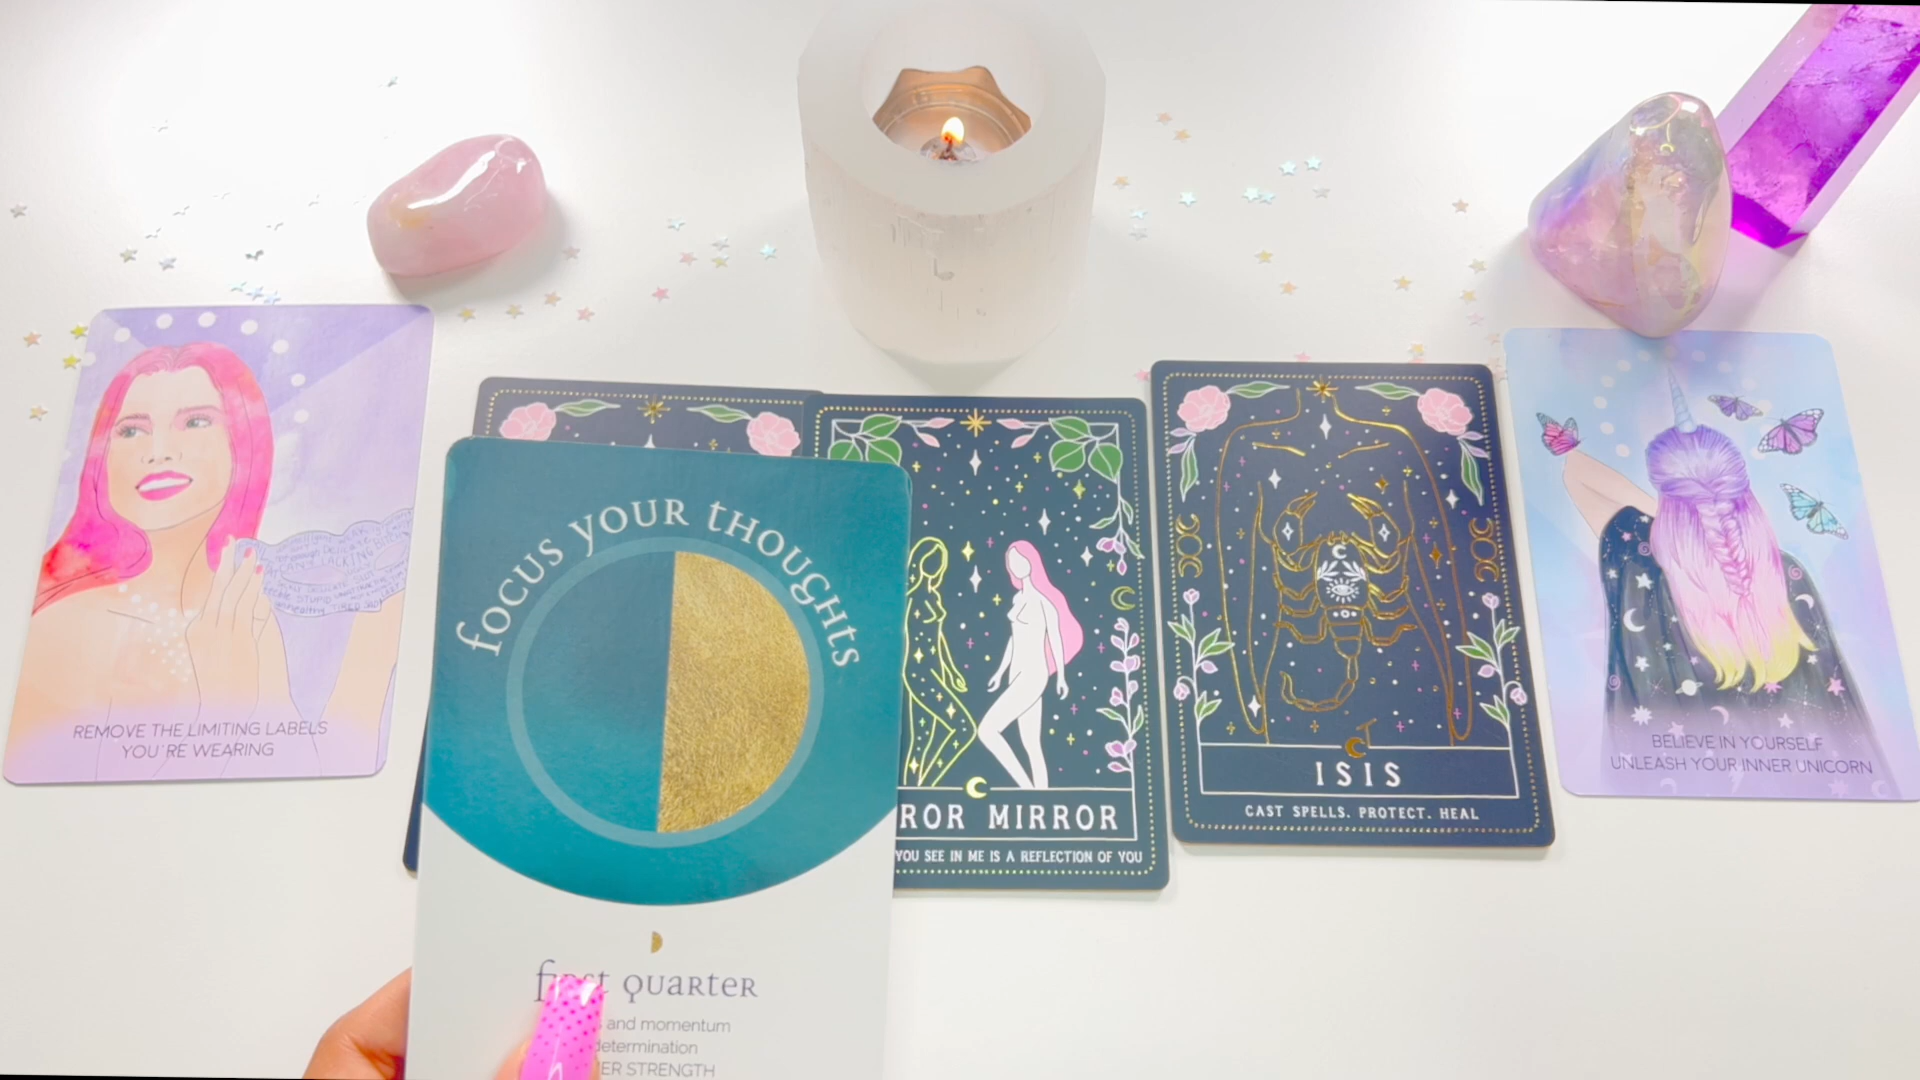 REMOVE THE LIMITING LABELS
YOU'RE WEARING
focus your thoughts
first quarter
and momentum
determination
ER STRENGTH
ROR MIRROR
YOU SEE IN ME IS A REFLECTION OF YOU
ISIS
CAST SPELLS. PROTECT. HEAL
BELIEVE IN YOURSELF
UNLEASH YOUR INNER UNICORN